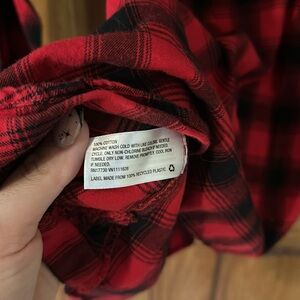 100% COTTON
MACHINE WASH COLD WITH LIKE COLORS. GENTLE
CYCLE. ONLY NON-CHLORINE BLEACH IF NEEDED.
TUMBLE DRY LOW. REMOVE PROMPTLY. COOL IRON
IF NEEDED.
LABEL MADE FROM 100% RECYCLED PLASTIC